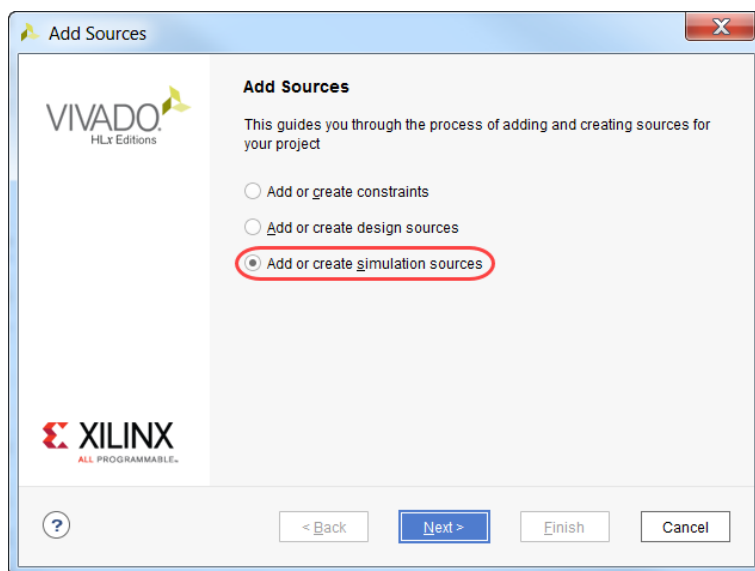 Add Sources
X
VIVADO.
HLx Editions
Add Sources
This guides you through the process of adding and creating sources for
your project
Add or create constraints
Add or create design sources
Add or create simulation sources
XILINX
ALL PROGRAMMABLE.
?
< Back
Next >
Finish
Cancel